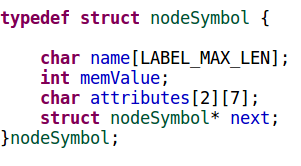 typedef struct nodeSymbol {
char name[LABEL_MAX_LEN];
int memValue;
char attributes[2][7];
struct nodeSymbol* next;
}nodeSymbol;